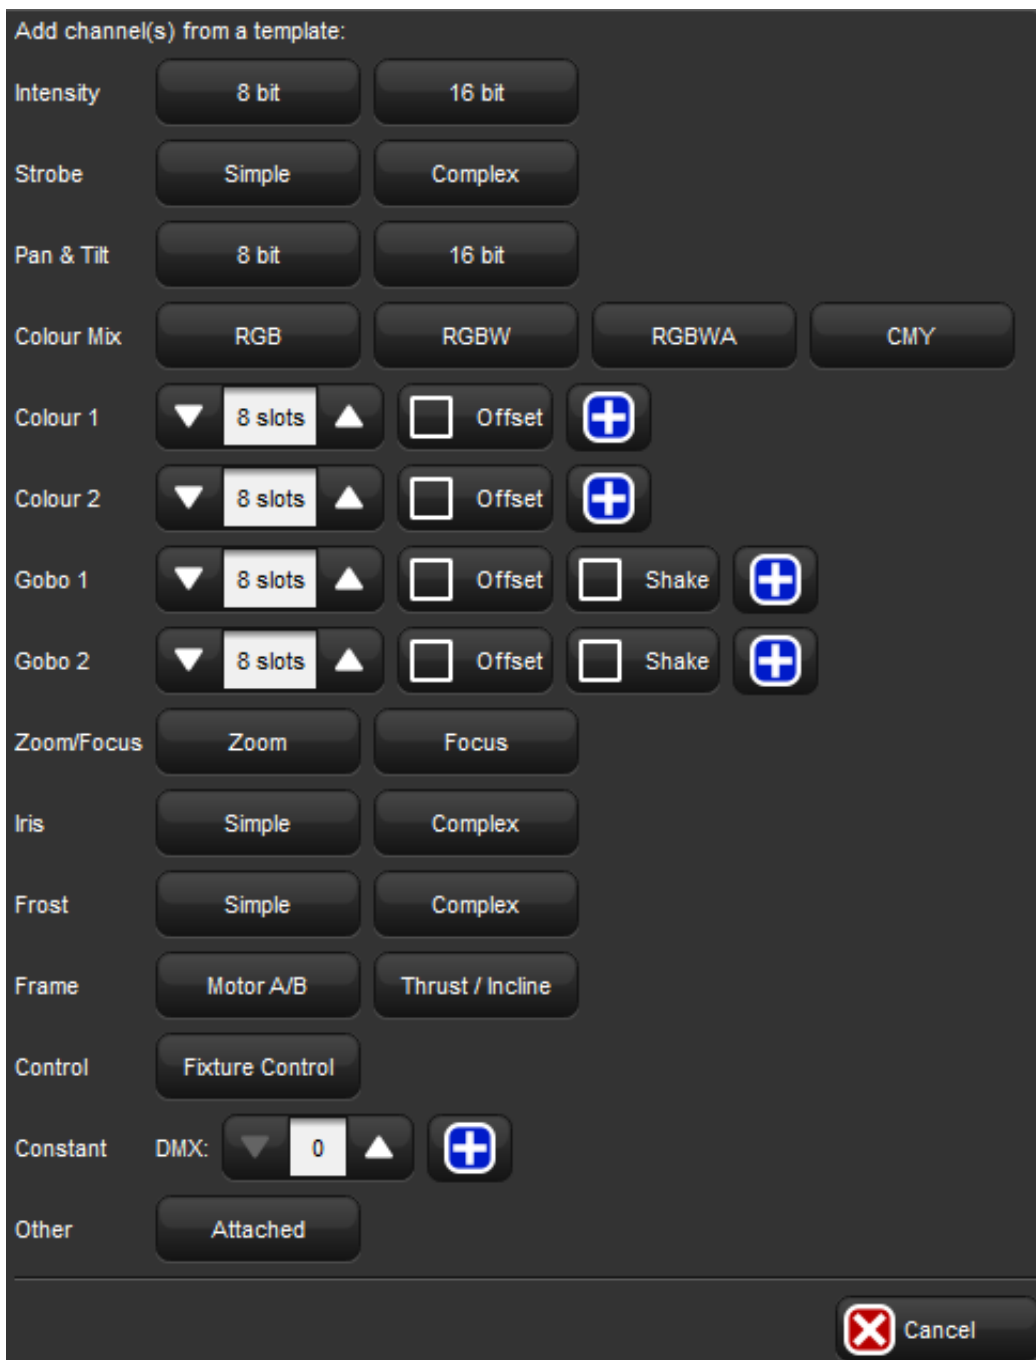 Add channel(s) from a template:
Intensity 8 bit 16 bit
Strobe Simple Complex
Pan & Tilt 8 bit 16 bit
Colour Mix RGB RGBW RGBWA CMY
Colour 1 8 slots Offset
Colour 2 8 slots Offset
Gobo 1 8 slots Offset Shake
Gobo 2 8 slots Offset Shake
Zoom/Focus Zoom Focus
Iris Simple Complex
Frost Simple Complex
Frame Motor A/B Thrust / Incline
Control Fixture Control
Constant DMX: 0
Other Attached
Cancel